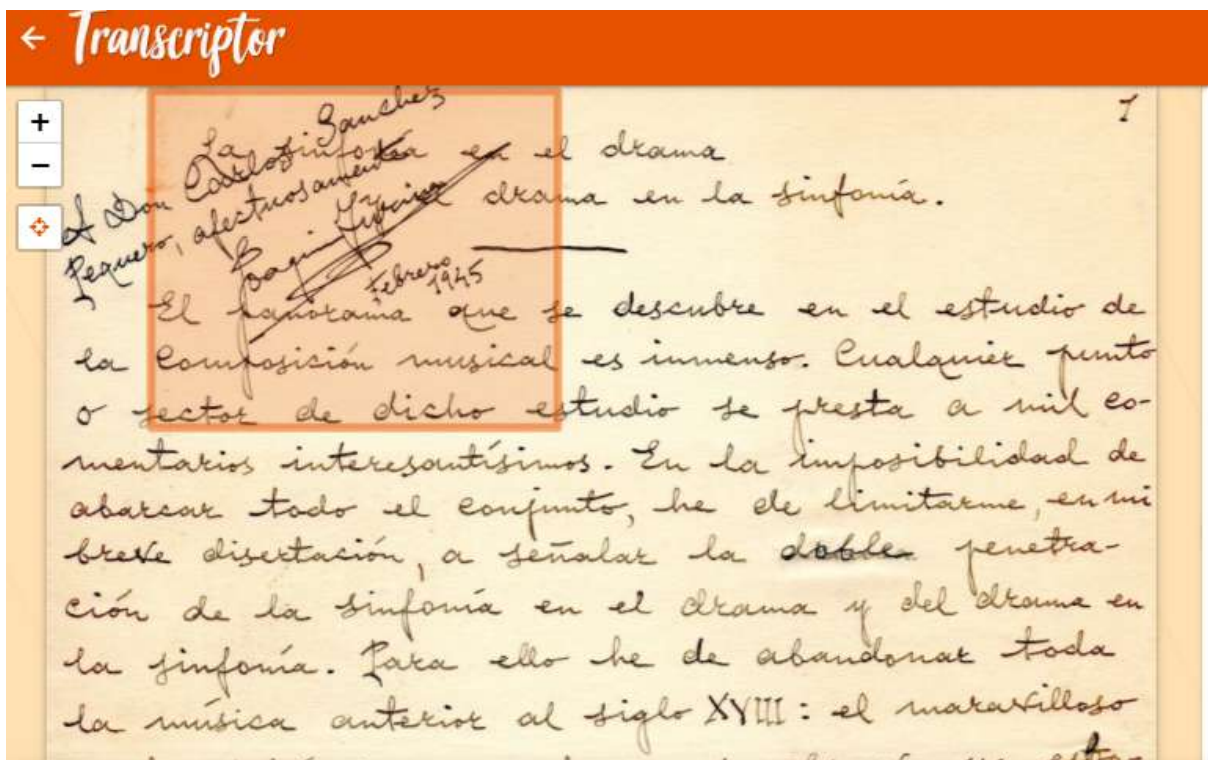 ← Transcriptor
+
−
1
La sinfonía en el drama
y el drama en la sinfonía.
A Don Carlos Sanchez
Pequero, afectuosamente
Joaquín Turina
Febrero
1945
El panorama que se descubre en el estudio de
la composición musical es inmenso. Cualquier punto
o sector de dicho estudio se presta a mil co-
mentarios interesantísimos. En la imposibilidad de
abarcar todo el conjunto, he de limitarme, en mi
breve disertación, a señalar la doble penetra-
ción de la sinfonía en el drama y del drama en
la sinfonía. Para ello he de abandonar toda
la música anterior al siglo XVIII: el maravilloso